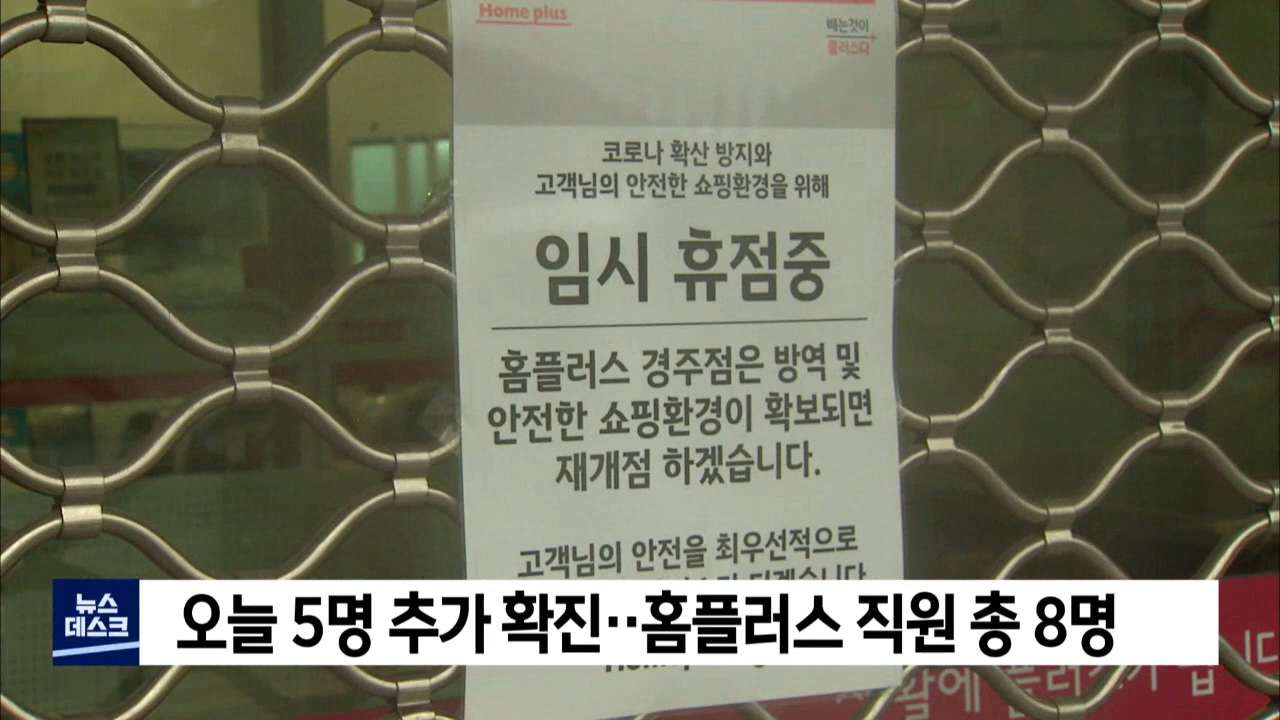 Home plus
빼는것이
플러스다
코로나 확산 방지와
고객님의 안전한 쇼핑환경을 위해
임시 휴점중
홈플러스 경주점은 방역 및
안전한 쇼핑환경이 확보되면
재개점 하겠습니다.
고객님의 안전을 최우선적으로
뉴스
데스크
오늘 5명 추가 확진··홈플러스 직원 총 8명